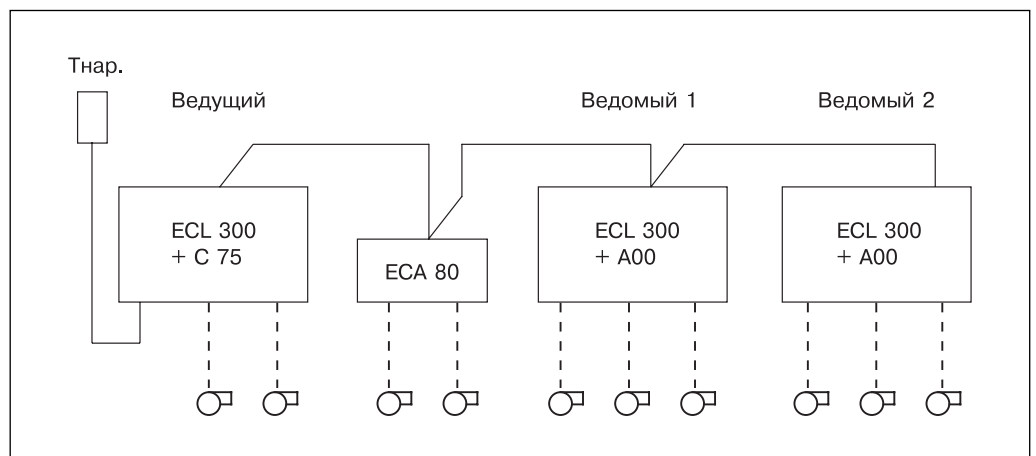 Тнар.
Ведущий
Ведомый 1
Ведомый 2
ECL 300
+ C 75
ECA 80
ECL 300
+ A00
ECL 300
+ A00